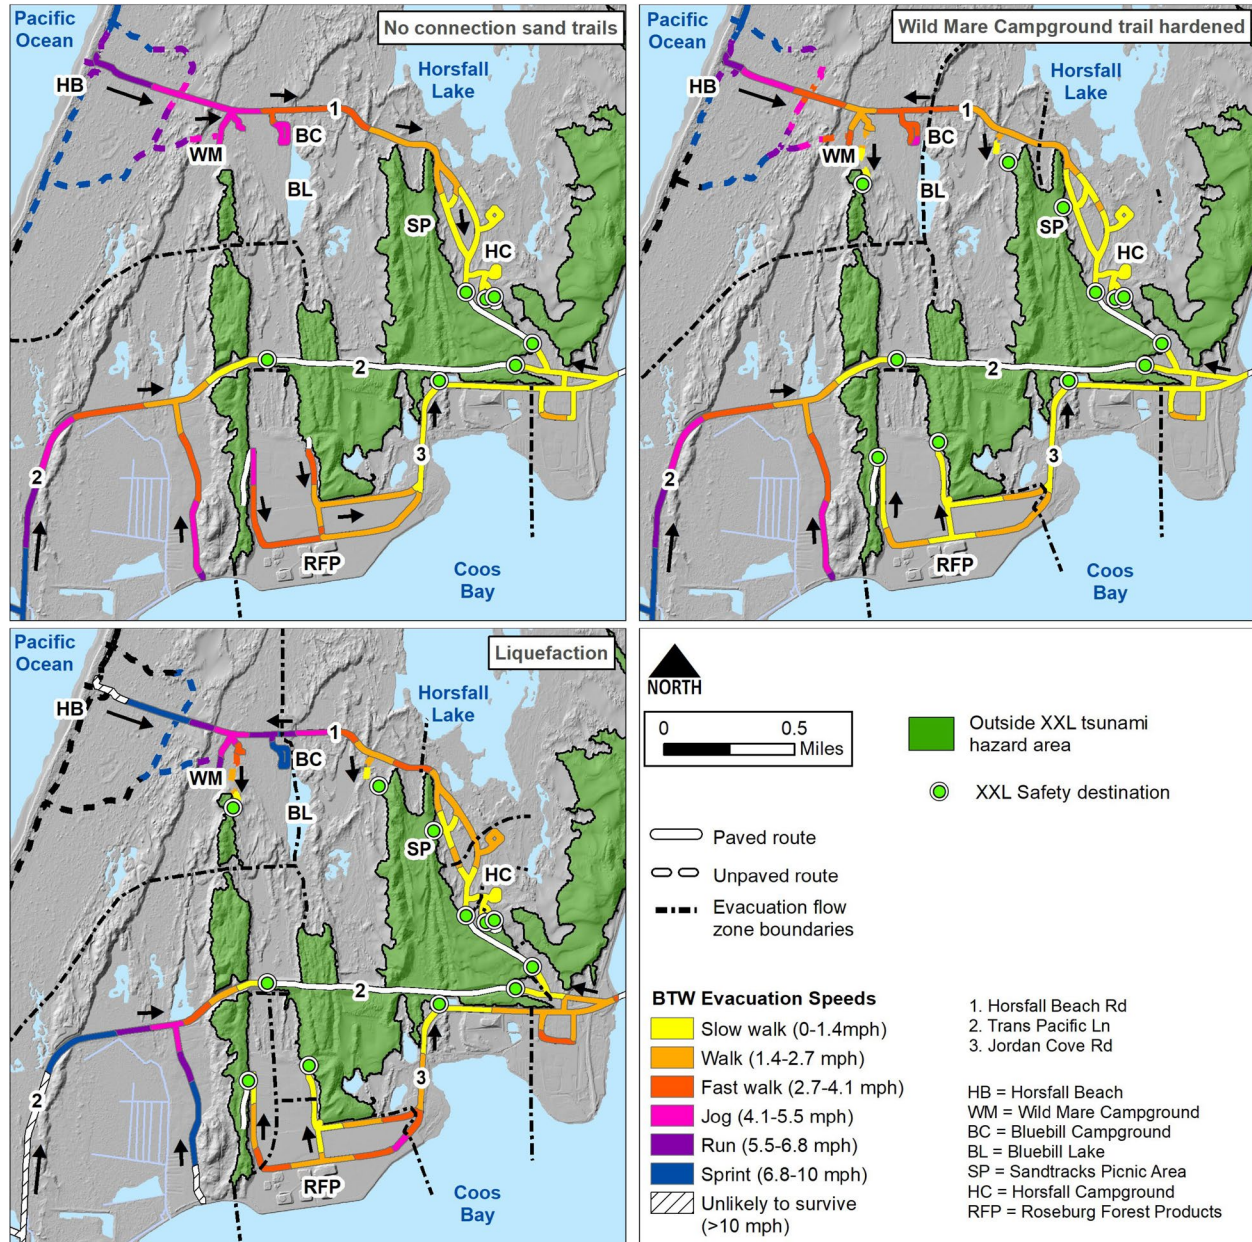 Pacific
Ocean
No connection sand trails
Horsfall
Lake
HB
1
BC
WM
BL
SP
HC
2
3
2
RFP
Coos
Bay
Pacific
Ocean
Wild Mare Campground trail hardened
Horsfall
Lake
HB
1
BC
WM
BL
SP
HC
2
3
2
RFP
Coos
Bay
Pacific
Ocean
Liquefaction
Horsfall
Lake
HB
1
BC
WM
BL
SP
HC
2
3
2
RFP
Coos
Bay
NORTH
0 0.5
Miles
Outside XXL tsunami
hazard area
XXL Safety destination
Paved route
Unpaved route
Evacuation flow
zone boundaries
BTW Evacuation Speeds
Slow walk (0-1.4mph)
Walk (1.4-2.7 mph)
Fast walk (2.7-4.1 mph)
Jog (4.1-5.5 mph)
Run (5.5-6.8 mph)
Sprint (6.8-10 mph)
Unlikely to survive
(>10 mph)
1. Horsfall Beach Rd
2. Trans Pacific Ln
3. Jordan Cove Rd
HB = Horsfall Beach
WM = Wild Mare Campground
BC = Bluebill Campground
BL = Bluebill Lake
SP = Sandtracks Picnic Area
HC = Horsfall Campground
RFP = Roseburg Forest Products